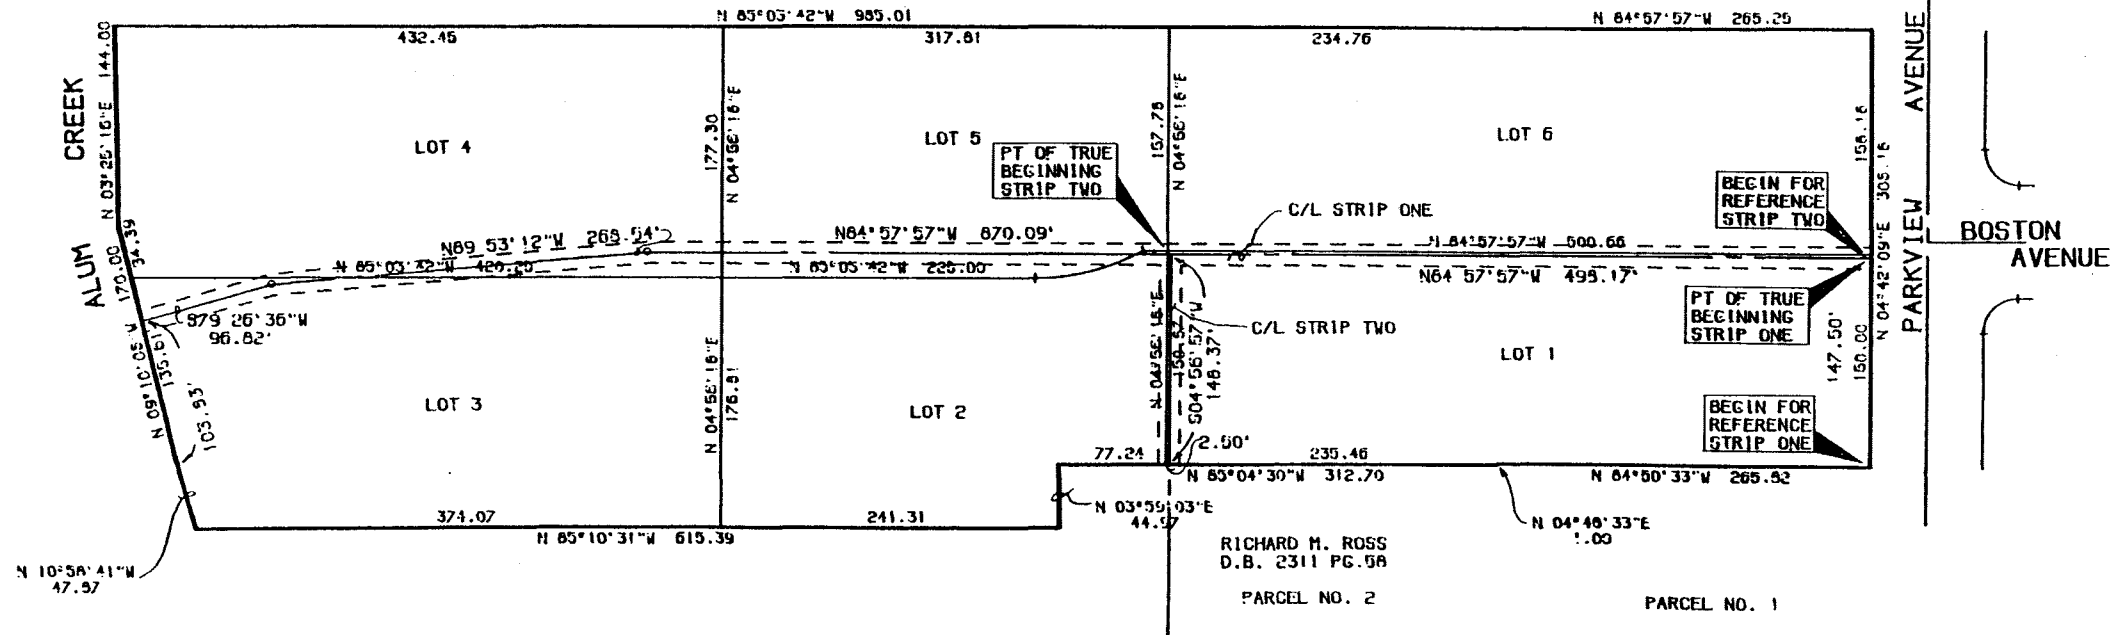 N 85°03'42"W 985.01
N 84°57'57"W 265.25
432.45
317.81
234.76
144.00
N 03°25'15"E
CREEK
ALUM
LOT 4
177.30
N 04°56'16"E
LOT 5
157.78
N 04°56'16"E
LOT 6
PT OF TRUE
BEGINNING
STRIP TWO
C/L STRIP ONE
BEGIN FOR
REFERENCE
STRIP TWO
N 04°42'09"E 305.16
PARKVIEW AVENUE
BOSTON
AVENUE
34.39
170.00
N89 53'12"W 268.54'
N84°57'57"W 870.09'
N 84°57'57"W 500.66
N 85°03'42"W
N 85°03'42"W 225.00
N84 57'57"W 495.17'
S79 26'36"W
96.82'
N 09°10'05"W
135.61
103.93'
C/L STRIP TWO
N 04°56'16"E
S04°56'57"W
148.37'
PT OF TRUE
BEGINNING
STRIP ONE
LOT 1
147.50'
150.00
LOT 3
N 04°56'16"E
176.81
LOT 2
2.50'
BEGIN FOR
REFERENCE
STRIP ONE
77.24
235.46
N 85°04'30"W 312.70
N 84°50'33"W 265.82
374.07
241.31
N 85°10'31"W 615.39
N 03°59'03"E
44.97
N 04°46'33"E
1.00
N 10°58'41"W
47.57
RICHARD M. ROSS
D.B. 2311 PG.58
PARCEL NO. 2
PARCEL NO. 1